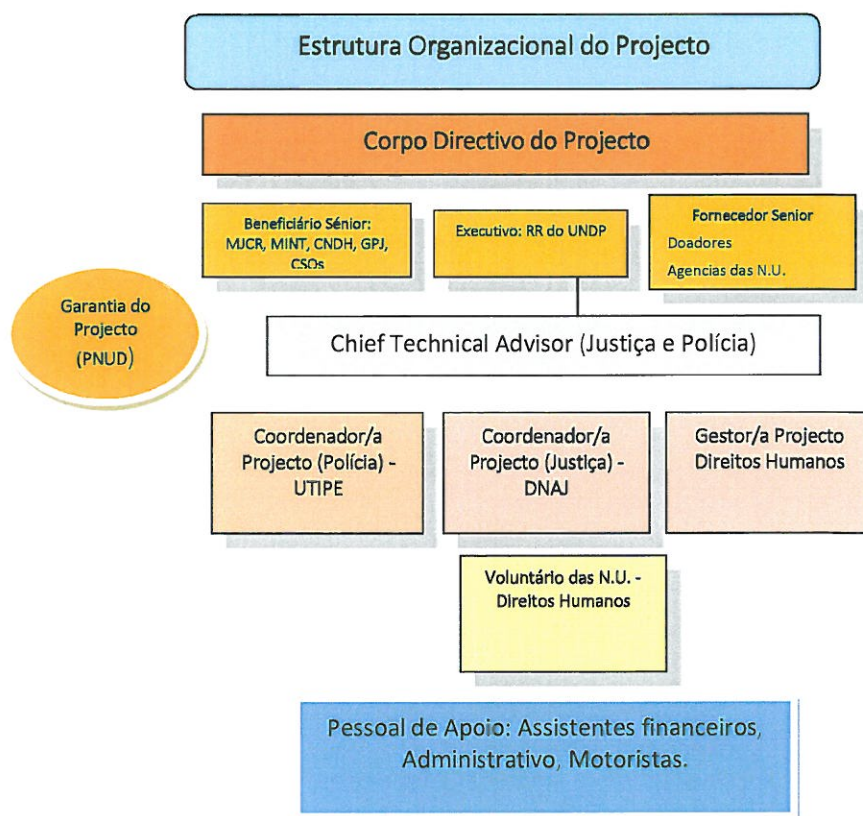 Estrutura Organizacional do Projecto
Corpo Directivo do Projecto
Beneficiário Sénior:
MJCR, MINT, CNDH, GPJ,
CSOs
Executivo: RR do UNDP
Fornecedor Senior
Doadores
Agencias das N.U.
Garantia do
Projecto
(PNUD)
Chief Technical Advisor (Justiça e Polícia)
Coordenador/a
Projecto (Polícia) -
UTIPE
Coordenador/a
Projecto (Justiça) -
DNAJ
Gestor/a Projecto
Direitos Humanos
Voluntário das N.U. -
Direitos Humanos
Pessoal de Apoio: Assistentes financeiros,
Administrativo, Motoristas.